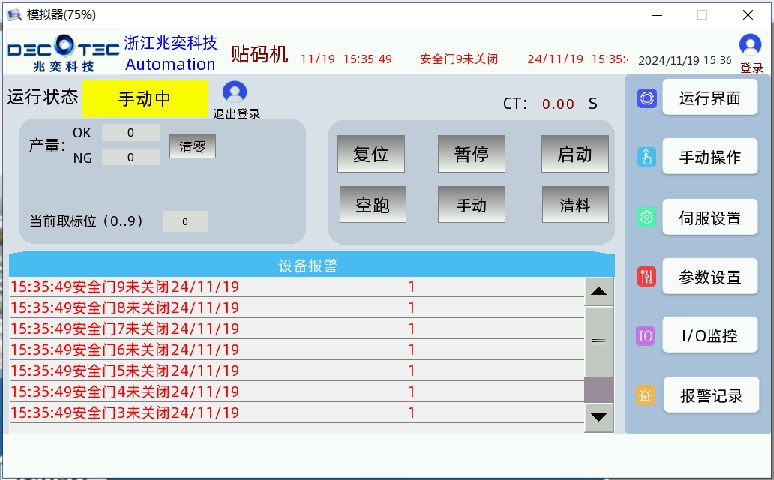 模拟器(75%)
DECOTEC
兆奕科技
浙江兆奕科技
Automation
贴码机
11/19 15:35:49 安全门9未关闭 24/11/19 15:35:4
2024/11/19 15:36
登录
运行状态
手动中
退出登录
CT: 0.00 S
运行界面
产量:
OK 0
NG 0
清零
复位
暂停
启动
手动操作
空跑
手动
清料
当前取标位 (0..9) 0
伺服设置
设备报警
15:35:49安全门9未关闭24/11/19 1
15:35:49安全门8未关闭24/11/19 1
15:35:49安全门7未关闭24/11/19 1
15:35:49安全门6未关闭24/11/19 1
15:35:49安全门5未关闭24/11/19 1
15:35:49安全门4未关闭24/11/19 1
15:35:49安全门3未关闭24/11/19 1
参数设置
IO
I/O监控
报警记录